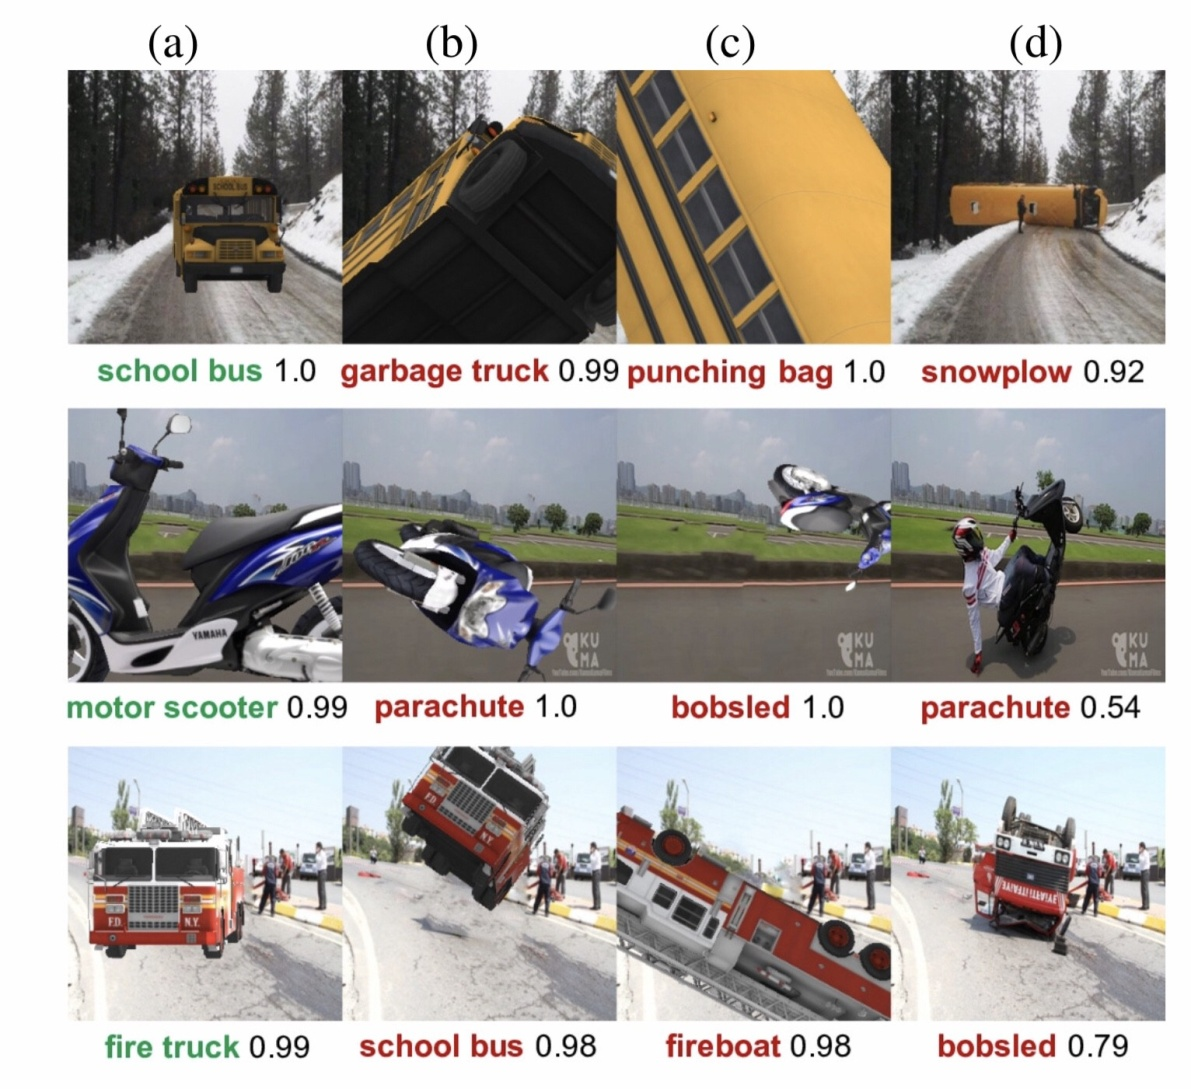 (a) (b) (c) (d)
SCHOOL BUS
school bus 1.0 garbage truck 0.99 punching bag 1.0 snowplow 0.92
YAMAHA
KU
MA
KU
MA
KU
MA
motor scooter 0.99 parachute 1.0 bobsled 1.0 parachute 0.54
F.D. N.Y.
F.D. N.Y.
fire truck 0.99 school bus 0.98 fireboat 0.98 bobsled 0.79